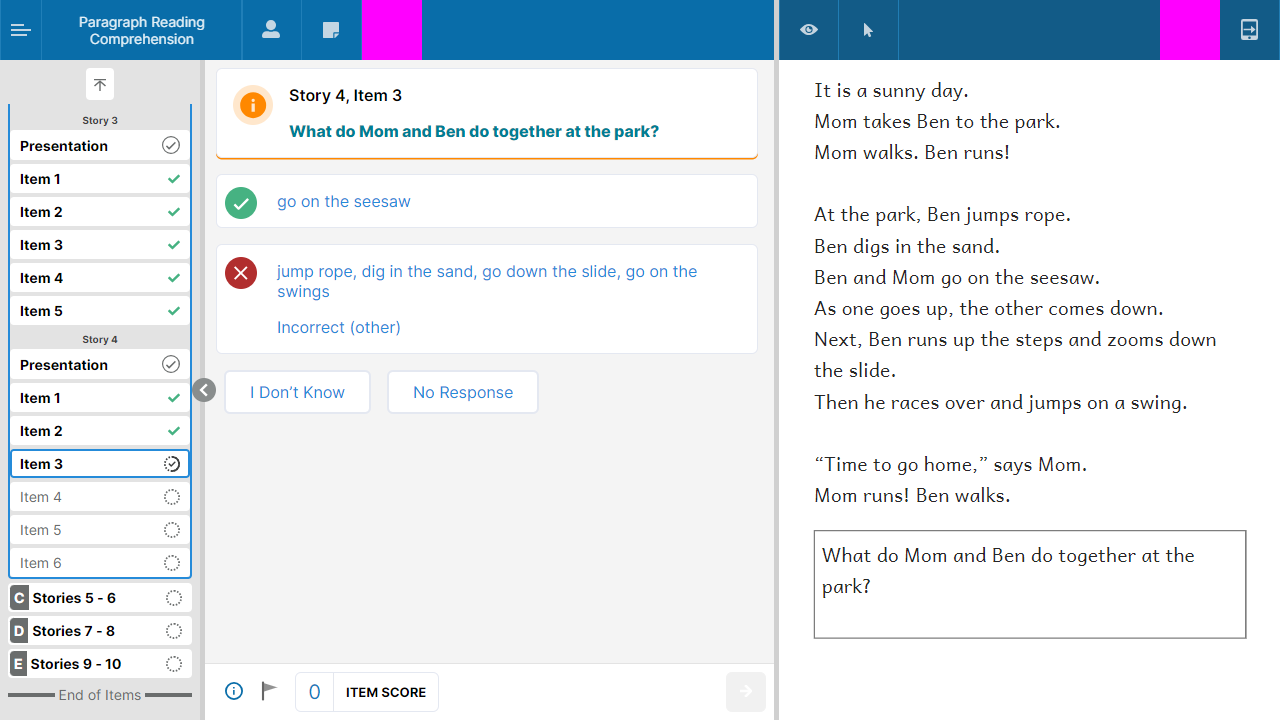 Paragraph Reading
Comprehension
Story 3
Presentation
Item 1
Item 2
Item 3
Item 4
Item 5
Story 4
Presentation
Item 1
Item 2
Item 3
Item 4
Item 5
Item 6
C Stories 5 - 6
D Stories 7 - 8
E Stories 9 - 10
End of Items
Story 4, Item 3
What do Mom and Ben do together at the park?
go on the seesaw
jump rope, dig in the sand, go down the slide, go on the
swings
Incorrect (other)
I Don’t Know
No Response
0 ITEM SCORE
It is a sunny day.
Mom takes Ben to the park.
Mom walks. Ben runs!
At the park, Ben jumps rope.
Ben digs in the sand.
Ben and Mom go on the seesaw.
As one goes up, the other comes down.
Next, Ben runs up the steps and zooms down
the slide.
Then he races over and jumps on a swing.
“Time to go home,” says Mom.
Mom runs! Ben walks.
What do Mom and Ben do together at the
park?